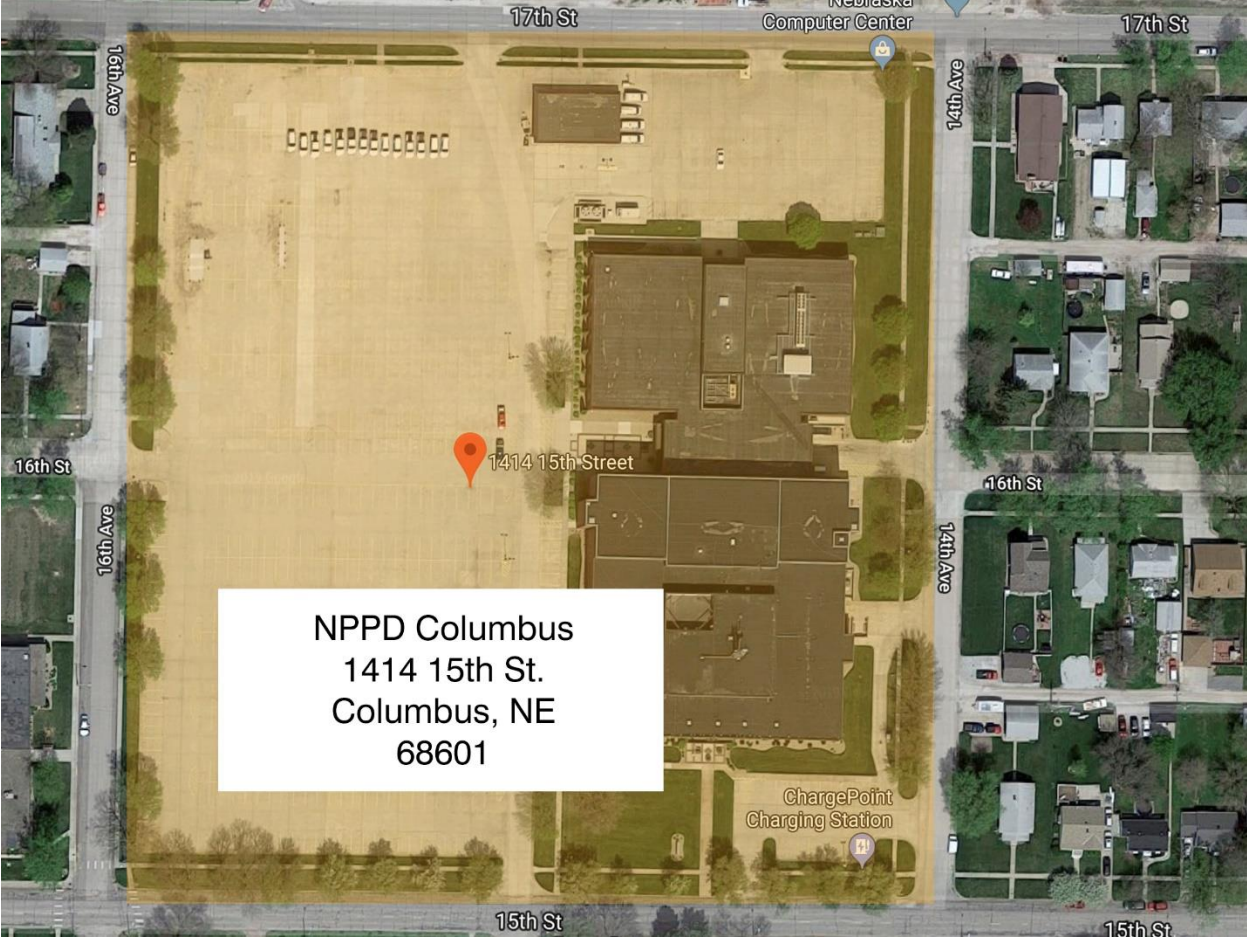 17th St
Nebraska
Computer Center
17th St
16th Ave
14th Ave
1414 15th Street
16th St
16th St
16th Ave
14th Ave
NPPD Columbus
1414 15th St.
Columbus, NE
68601
ChargePoint
Charging Station
15th St
15th St